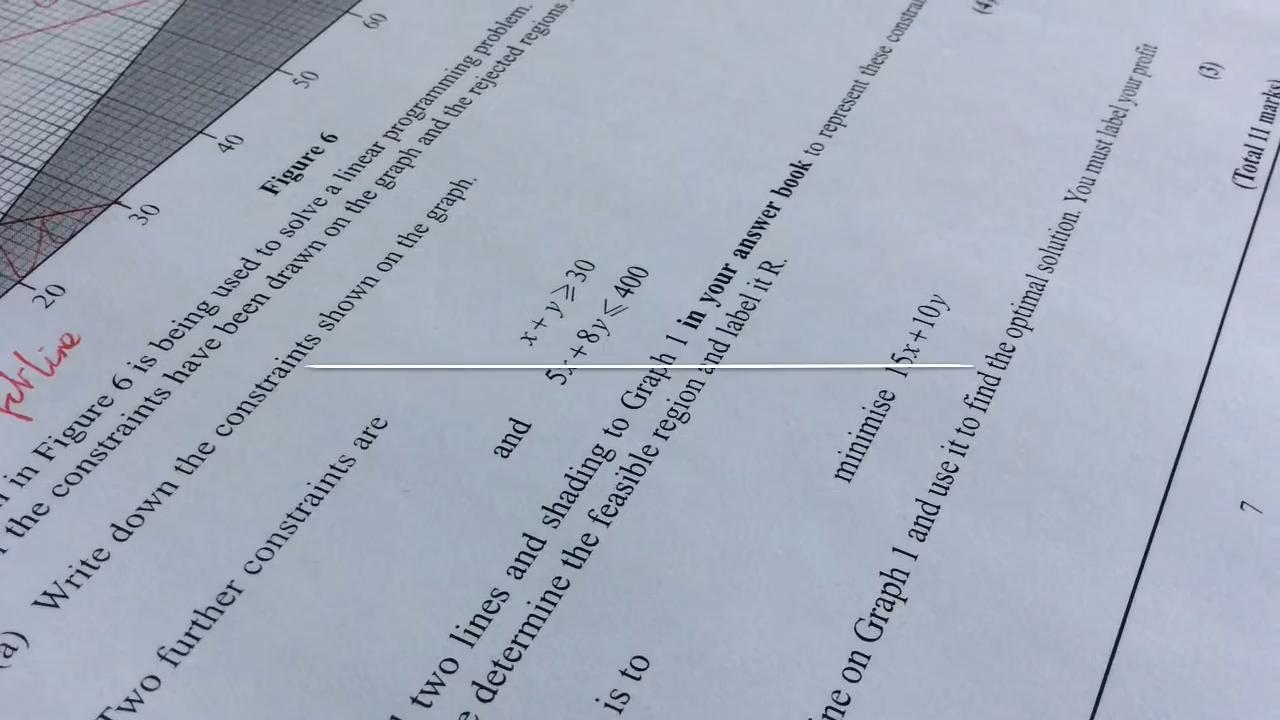 20
30
40
50
60
Figure 6
in Figure 6 is being used to solve a linear programming problem.
the constraints have been drawn on the graph and the rejected regions
(a) Write down the constraints shown on the graph.
Two further constraints are
x + y ⩾ 30
and 5x + 8y ⩽ 400
two lines and shading to Graph 1 in your answer book to represent these
determine the feasible region and label it R.
(4)
is to
minimise 15x + 10y
on Graph 1 and use it to find the optimal solution. You must label your profit
(3)
(Total 11 marks)
7